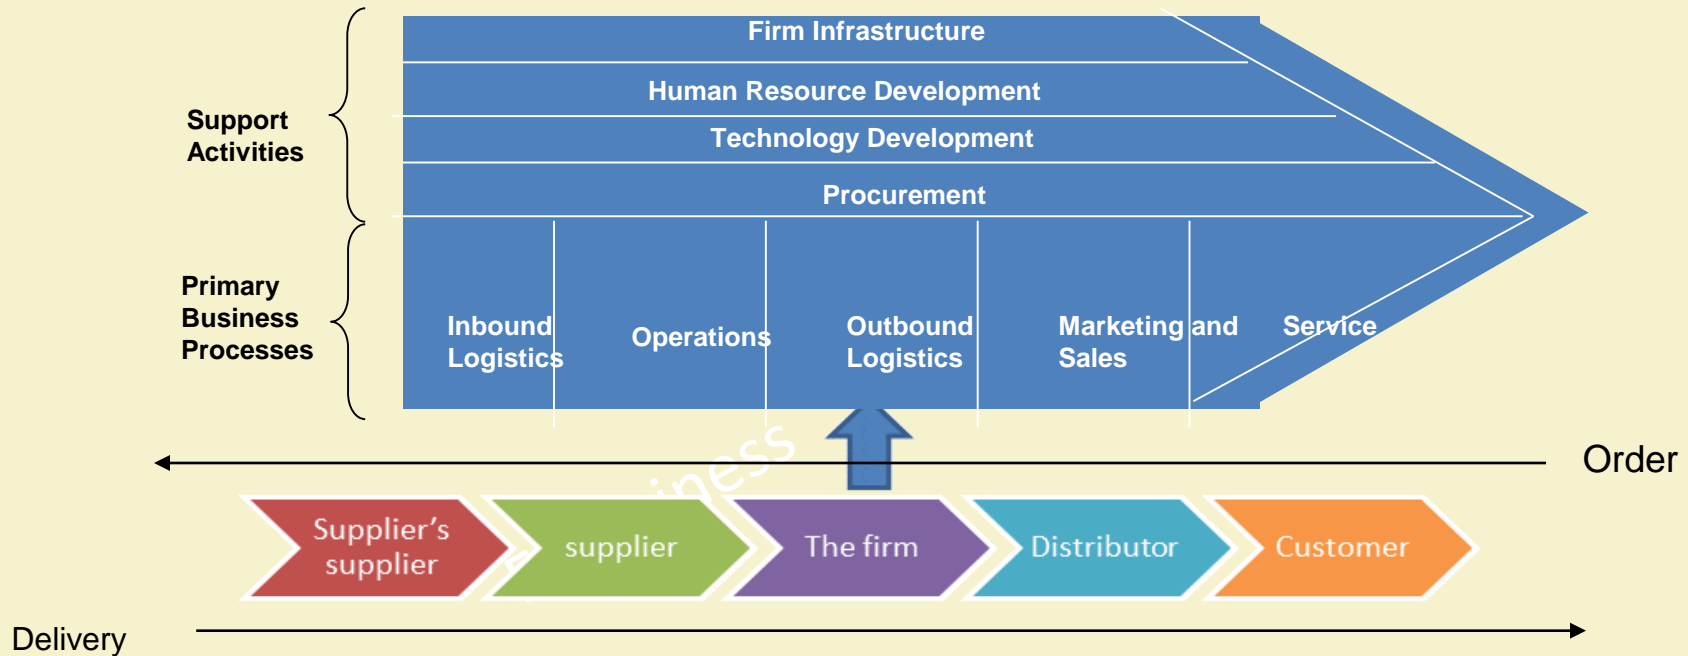 Firm Infrastructure
Human Resource Development
Technology Development
Procurement
Support
Activities
Primary
Business
Processes
Inbound
Logistics
Operations
Outbound
Logistics
Marketing and
Sales
Service
Order
Supplier's
supplier
supplier
The firm
Distributor
Customer
Delivery